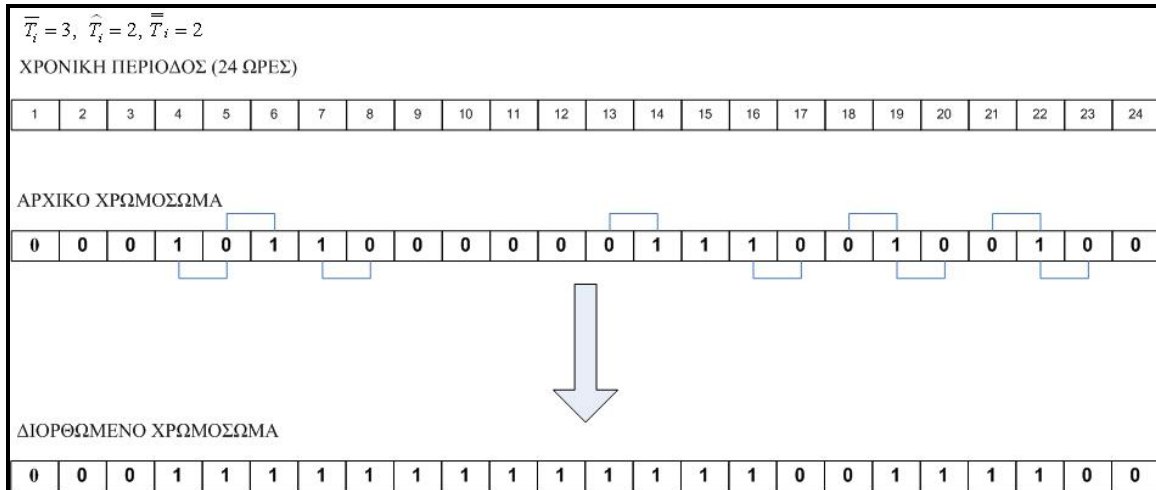 T̅ᵢ = 3, T̂ᵢ = 2, T̿ᵢ = 2
ΧΡΟΝΙΚΗ ΠΕΡΙΟΔΟΣ (24 ΩΡΕΣ)
1 2 3 4 5 6 7 8 9 10 11 12 13 14 15 16 17 18 19 20 21 22 23 24
ΑΡΧΙΚΟ ΧΡΩΜΟΣΩΜΑ
0 0 0 1 0 1 1 0 0 0 0 0 0 1 1 1 0 0 1 0 0 1 0 0
ΔΙΟΡΘΩΜΕΝΟ ΧΡΩΜΟΣΩΜΑ
0 0 0 1 1 1 1 1 1 1 1 1 1 1 1 1 0 0 1 1 1 1 0 0